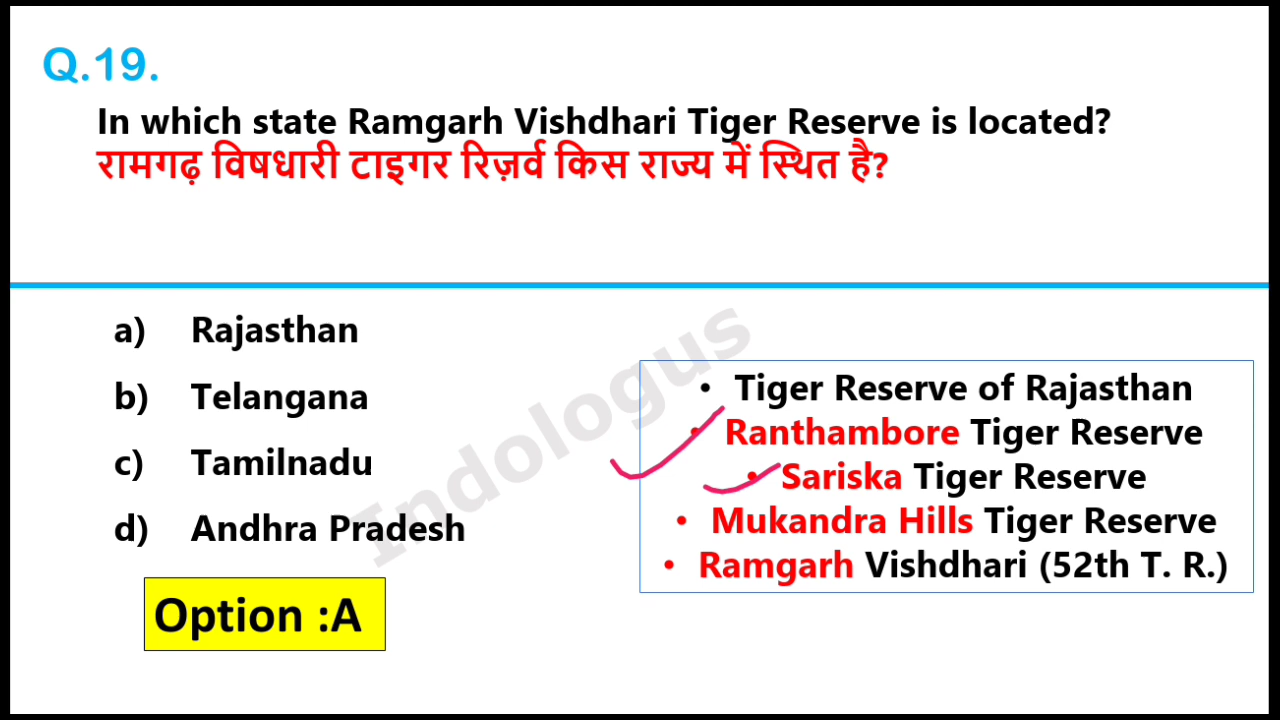 Q.19.
In which state Ramgarh Vishdhari Tiger Reserve is located?
रामगढ़ विषधारी टाइगर रिज़र्व किस राज्य में स्थित है?
a) Rajasthan
b) Telangana
c) Tamilnadu
d) Andhra Pradesh
Option :A
• Tiger Reserve of Rajasthan
• Ranthambore Tiger Reserve
• Sariska Tiger Reserve
• Mukandra Hills Tiger Reserve
• Ramgarh Vishdhari (52th T. R.)
Indologus